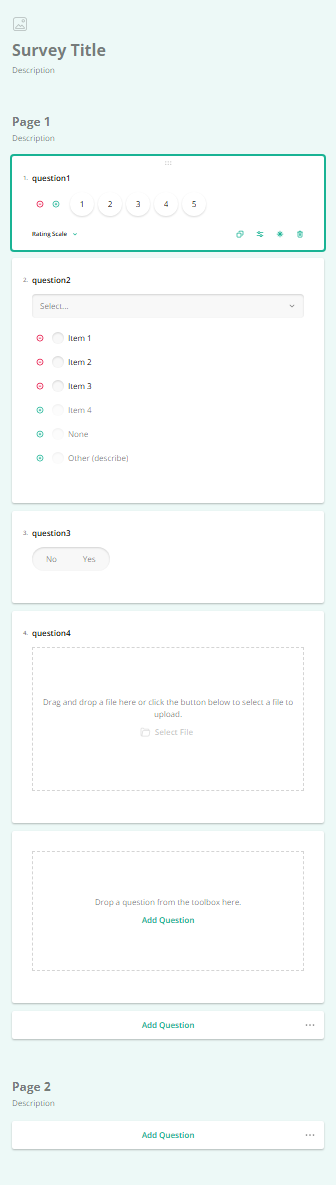 Survey Title
Description
Page 1
Description
1. question1
1 2 3 4 5
Rating Scale
2. question2
Select...
Item 1
Item 2
Item 3
Item 4
None
Other (describe)
3. question3
No Yes
4. question4
Drag and drop a file here or click the button below to select a file to
upload.
Select File
Drop a question from the toolbox here.
Add Question
Add Question
Page 2
Description
Add Question